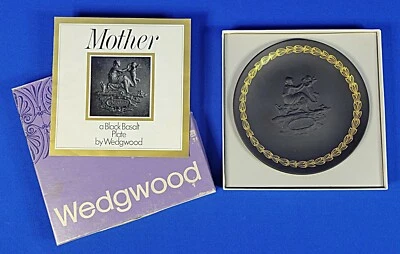 Mother
a Black Basalt
Plate
by Wedgwood
Wedgwood